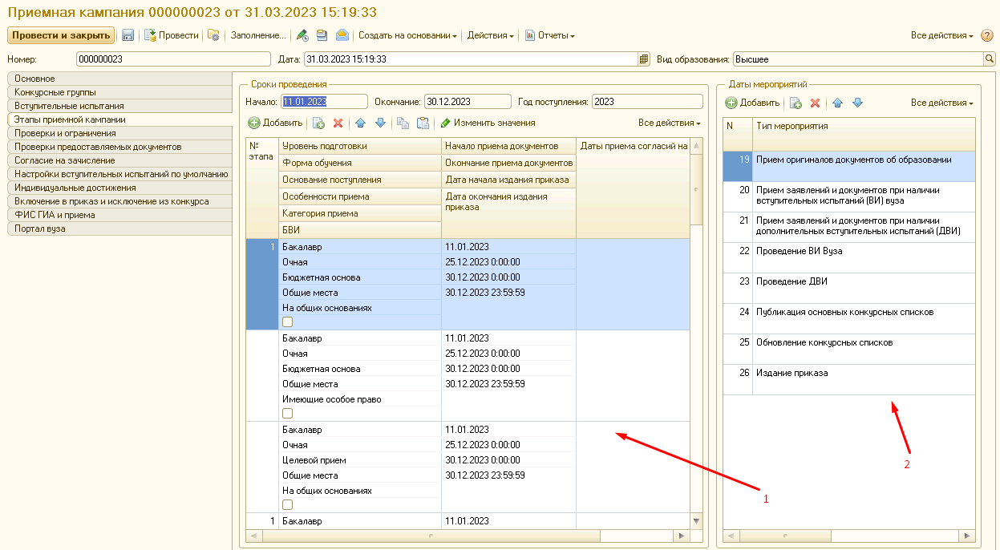 Приемная кампания 000000023 от 31.03.2023 15:19:33
Провести и закрыть Провести Заполнение... Создать на основании Действия Отчеты Все действия ?
Номер: 000000023 Дата: 31.03.2023 15:19:33 Вид образования: Высшее
Основное
Конкурсные группы
Вступительные испытания
Этапы приемной кампании
Проверки и ограничения
Проверки предоставляемых документов
Согласие на зачисление
Настройки вступительных испытаний по умолчанию
Индивидуальные достижения
Включение в приказ и исключение из конкурса
ФИС ГИА и приема
Портал вуза
Сроки проведения
Начало: 11.01.2023 Окончание: 30.12.2023 Год поступления: 2023
Добавить Изменить значения Все действия
№ этапа Уровень подготовки Начало приема документов Даты приема согласий на
Форма обучения Окончание приема документов
Основание поступления Дата начала издания приказа
Особенности приема Дата окончания издания приказа
Категория приема
БВИ
1 Бакалавр 11.01.2023
Очная 25.12.2023 0:00:00
Бюджетная основа 30.12.2023 0:00:00
Общие места 30.12.2023 23:59:59
На общих основаниях
Бакалавр 11.01.2023
Очная 25.12.2023 0:00:00
Бюджетная основа 30.12.2023 0:00:00
Общие места 30.12.2023 23:59:59
Имеющие особое право
Бакалавр 11.01.2023
Очная 25.12.2023 0:00:00
Целевой прием 30.12.2023 0:00:00
Общие места 30.12.2023 23:59:59
На общих основаниях
1 Бакалавр 11.01.2023
1
Даты мероприятий
Добавить Все действия
N Тип мероприятия
19 Прием оригиналов документов об образовании
20 Прием заявлений и документов при наличии
вступительных испытаний (ВИ) вуза
21 Прием заявлений и документов при наличии
дополнительных вступительных испытаний (ДВИ)
22 Проведение ВИ Вуза
23 Проведение ДВИ
24 Публикация основных конкурсных списков
25 Обновление конкурсных списков
26 Издание приказа
2